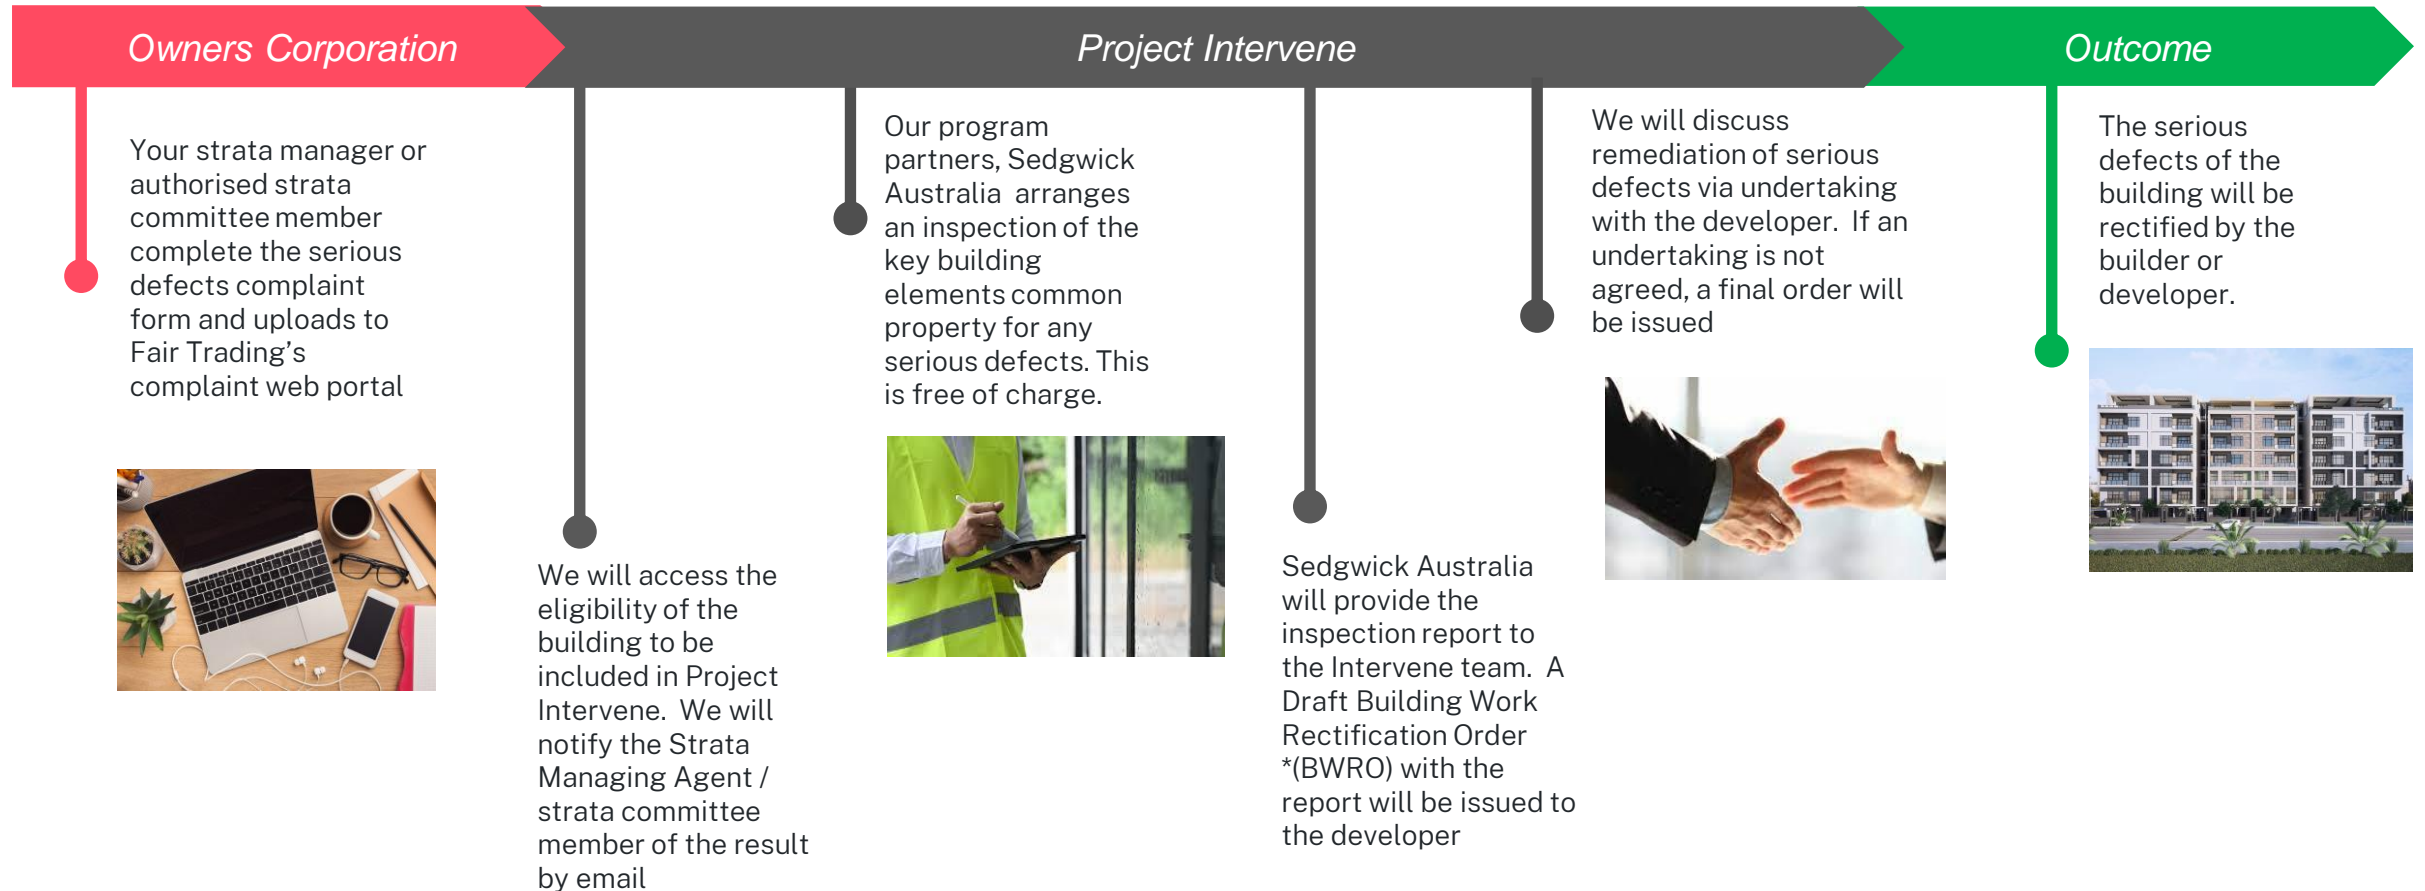 Owners Corporation
Project Intervene
Outcome
Your strata manager or
authorised strata
committee member
complete the serious
defects complaint
form and uploads to
Fair Trading’s
complaint web portal
We will access the
eligibility of the
building to be
included in Project
Intervene.  We will
notify the Strata
Managing Agent /
strata committee
member of the result
by email
Our program
partners, Sedgwick
Australia  arranges
an inspection of the
key building
elements common
property for any
serious defects. This
is free of charge.
Sedgwick Australia
will provide the
inspection report to
the Intervene team.  A
Draft Building Work
Rectification Order
*(BWRO) with the
report will be issued to
the developer
We will discuss
remediation of serious
defects via undertaking
with the developer.  If an
undertaking is not
agreed, a final order will
be issued
The serious
defects of the
building will be
rectified by the
builder or
developer.